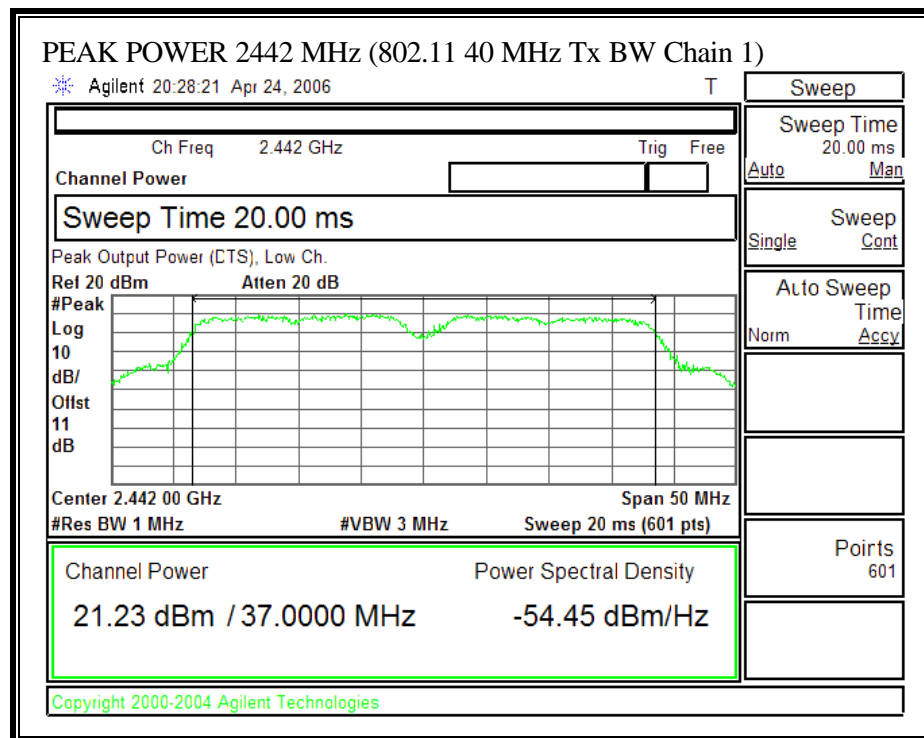 PEAK POWER 2442 MHz (802.11 40 MHz Tx BW Chain 1)
Agilent 20:28:21 Apr 24, 2006 T
Sweep
Ch Freq 2.442 GHz Trig Free
Channel Power
Sweep Time 20.00 ms
Peak Output Power (DTS), Low Ch.
Ref 20 dBm Atten 20 dB
#Peak
Log
10
dB/
Offst
11
dB
Center 2.442 00 GHz Span 50 MHz
#Res BW 1 MHz #VBW 3 MHz Sweep 20 ms (601 pts)
Channel Power Power Spectral Density
21.23 dBm / 37.0000 MHz -54.45 dBm/Hz
Copyright 2000-2004 Agilent Technologies
Sweep Time
20.00 ms
Auto Man
Sweep
Single Cont
Auto Sweep
Time
Norm Accy
Points
601